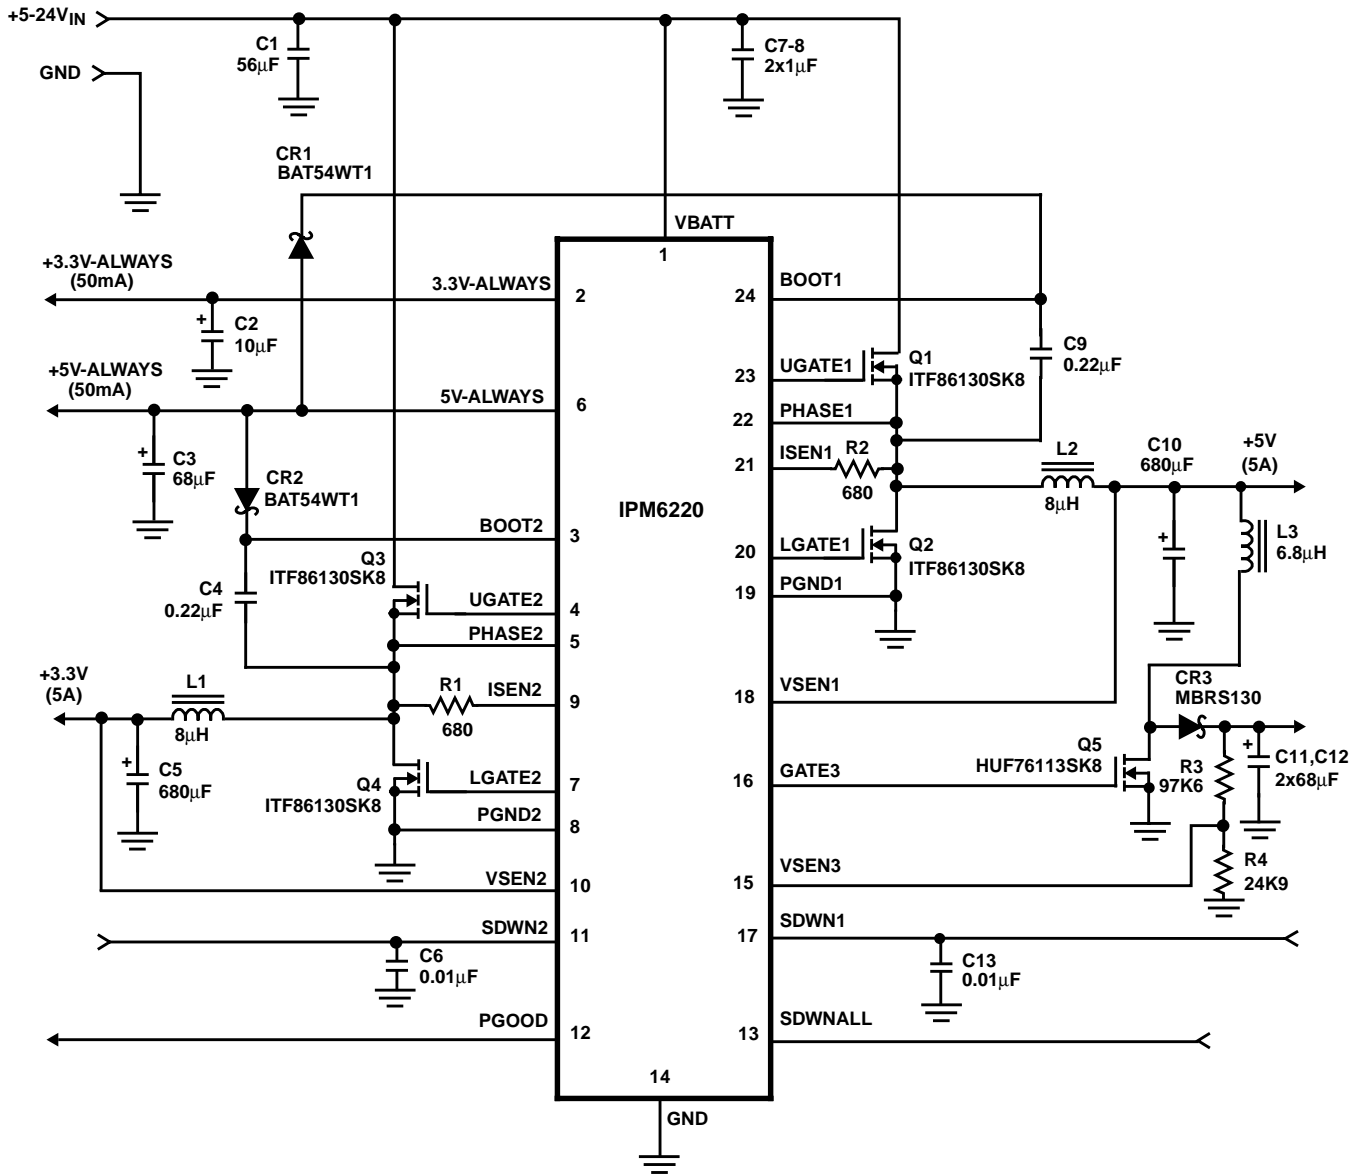 +5-24VIN
GND
C1
56µF
C7-8
2x1µF
CR1
BAT54WT1
VBATT
1
+3.3V-ALWAYS
(50mA)
3.3V-ALWAYS
2
24
BOOT1
+
C2
10µF
C9
0.22µF
+5V-ALWAYS
(50mA)
5V-ALWAYS
6
23
UGATE1
Q1
ITF86130SK8
22
PHASE1
+
C3
68µF
CR2
BAT54WT1
21
ISEN1
R2
680
L2
8µH
C10
680µF
+
+5V
(5A)
IPM6220
BOOT2
3
20
LGATE1
Q2
ITF86130SK8
L3
6.8µH
Q3
ITF86130SK8
C4
0.22µF
UGATE2
4
19
PGND1
PHASE2
5
+3.3V
(5A)
L1
8µH
R1
680
ISEN2
9
18
VSEN1
CR3
MBRS130
+
C5
680µF
Q4
ITF86130SK8
LGATE2
7
16
GATE3
Q5
HUF76113SK8
R3
97K6
+
C11,C12
2x68µF
PGND2
8
VSEN2
10
15
VSEN3
R4
24K9
SDWN2
11
17
SDWN1
C6
0.01µF
C13
0.01µF
PGOOD
12
13
SDWNALL
14
GND